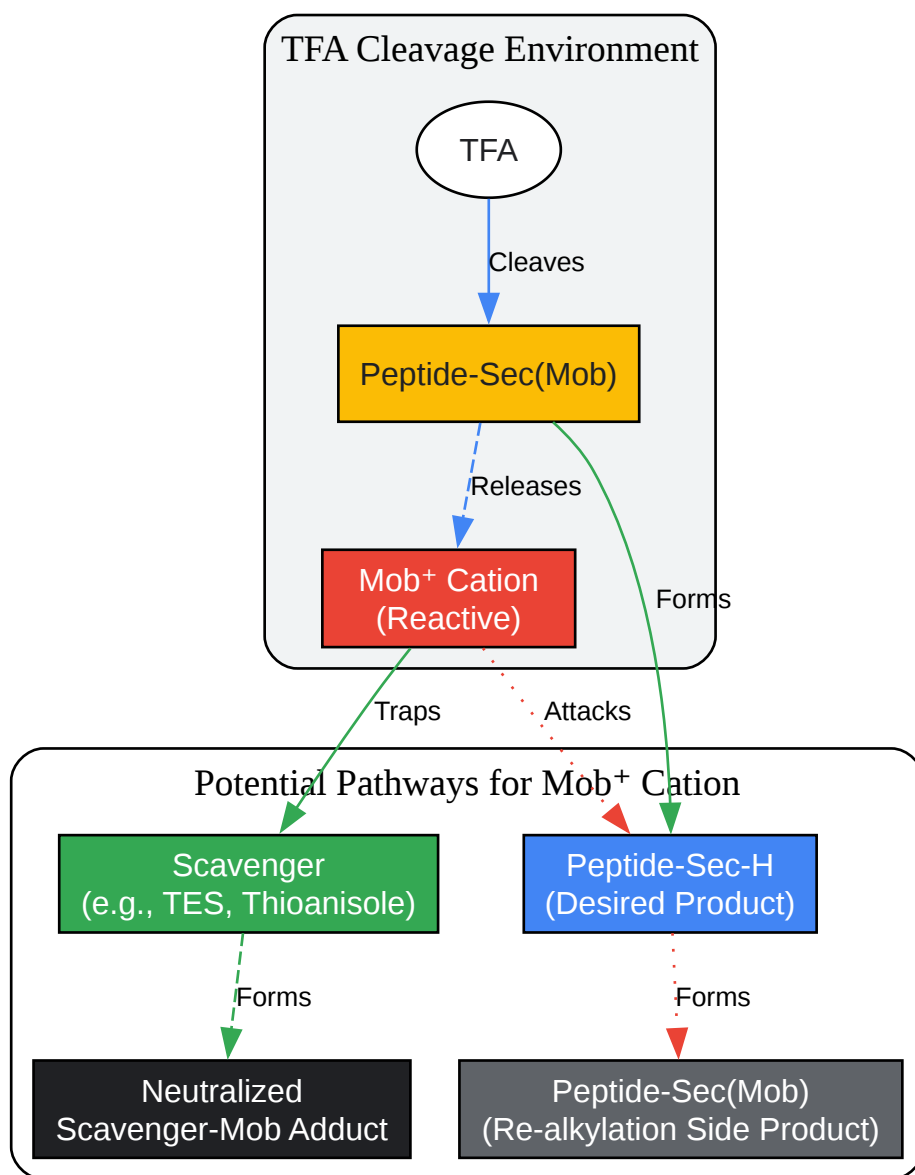 TFA Cleavage Environment
TFA
Cleaves
Peptide-Sec(Mob)
Releases
Mob⁺ Cation
(Reactive)
Forms
Traps
Attacks
Potential Pathways for Mob⁺ Cation
Scavenger
(e.g., TES, Thioanisole)
Peptide-Sec-H
(Desired Product)
Forms
Forms
Neutralized
Scavenger-Mob Adduct
Peptide-Sec(Mob)
(Re-alkylation Side Product)